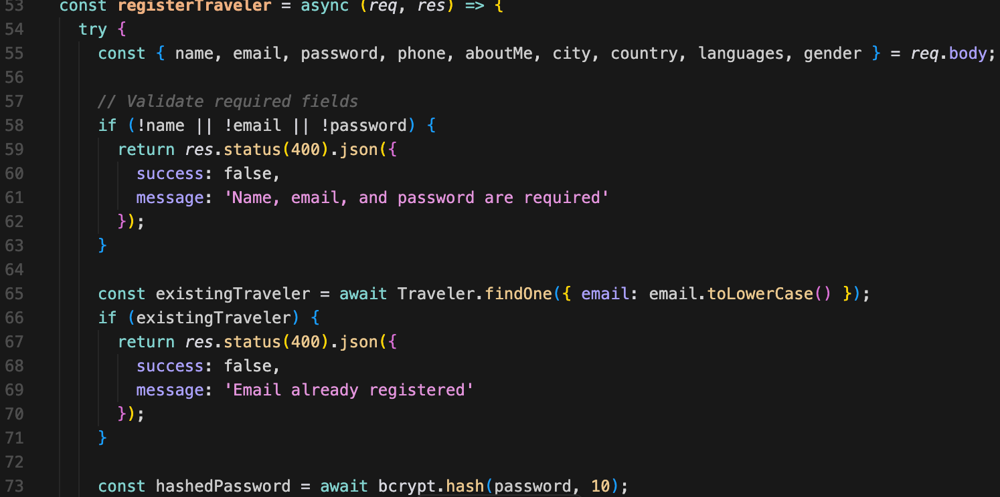 53 const registerTraveler = async (req, res) => {
54 try {
55 const { name, email, password, phone, aboutMe, city, country, languages, gender } = req.body;
56
57 // Validate required fields
58 if (!name || !email || !password) {
59 return res.status(400).json({
60 success: false,
61 message: 'Name, email, and password are required'
62 });
63 }
64
65 const existingTraveler = await Traveler.findOne({ email: email.toLowerCase() });
66 if (existingTraveler) {
67 return res.status(400).json({
68 success: false,
69 message: 'Email already registered'
70 });
71 }
72
73 const hashedPassword = await bcrypt.hash(password, 10);